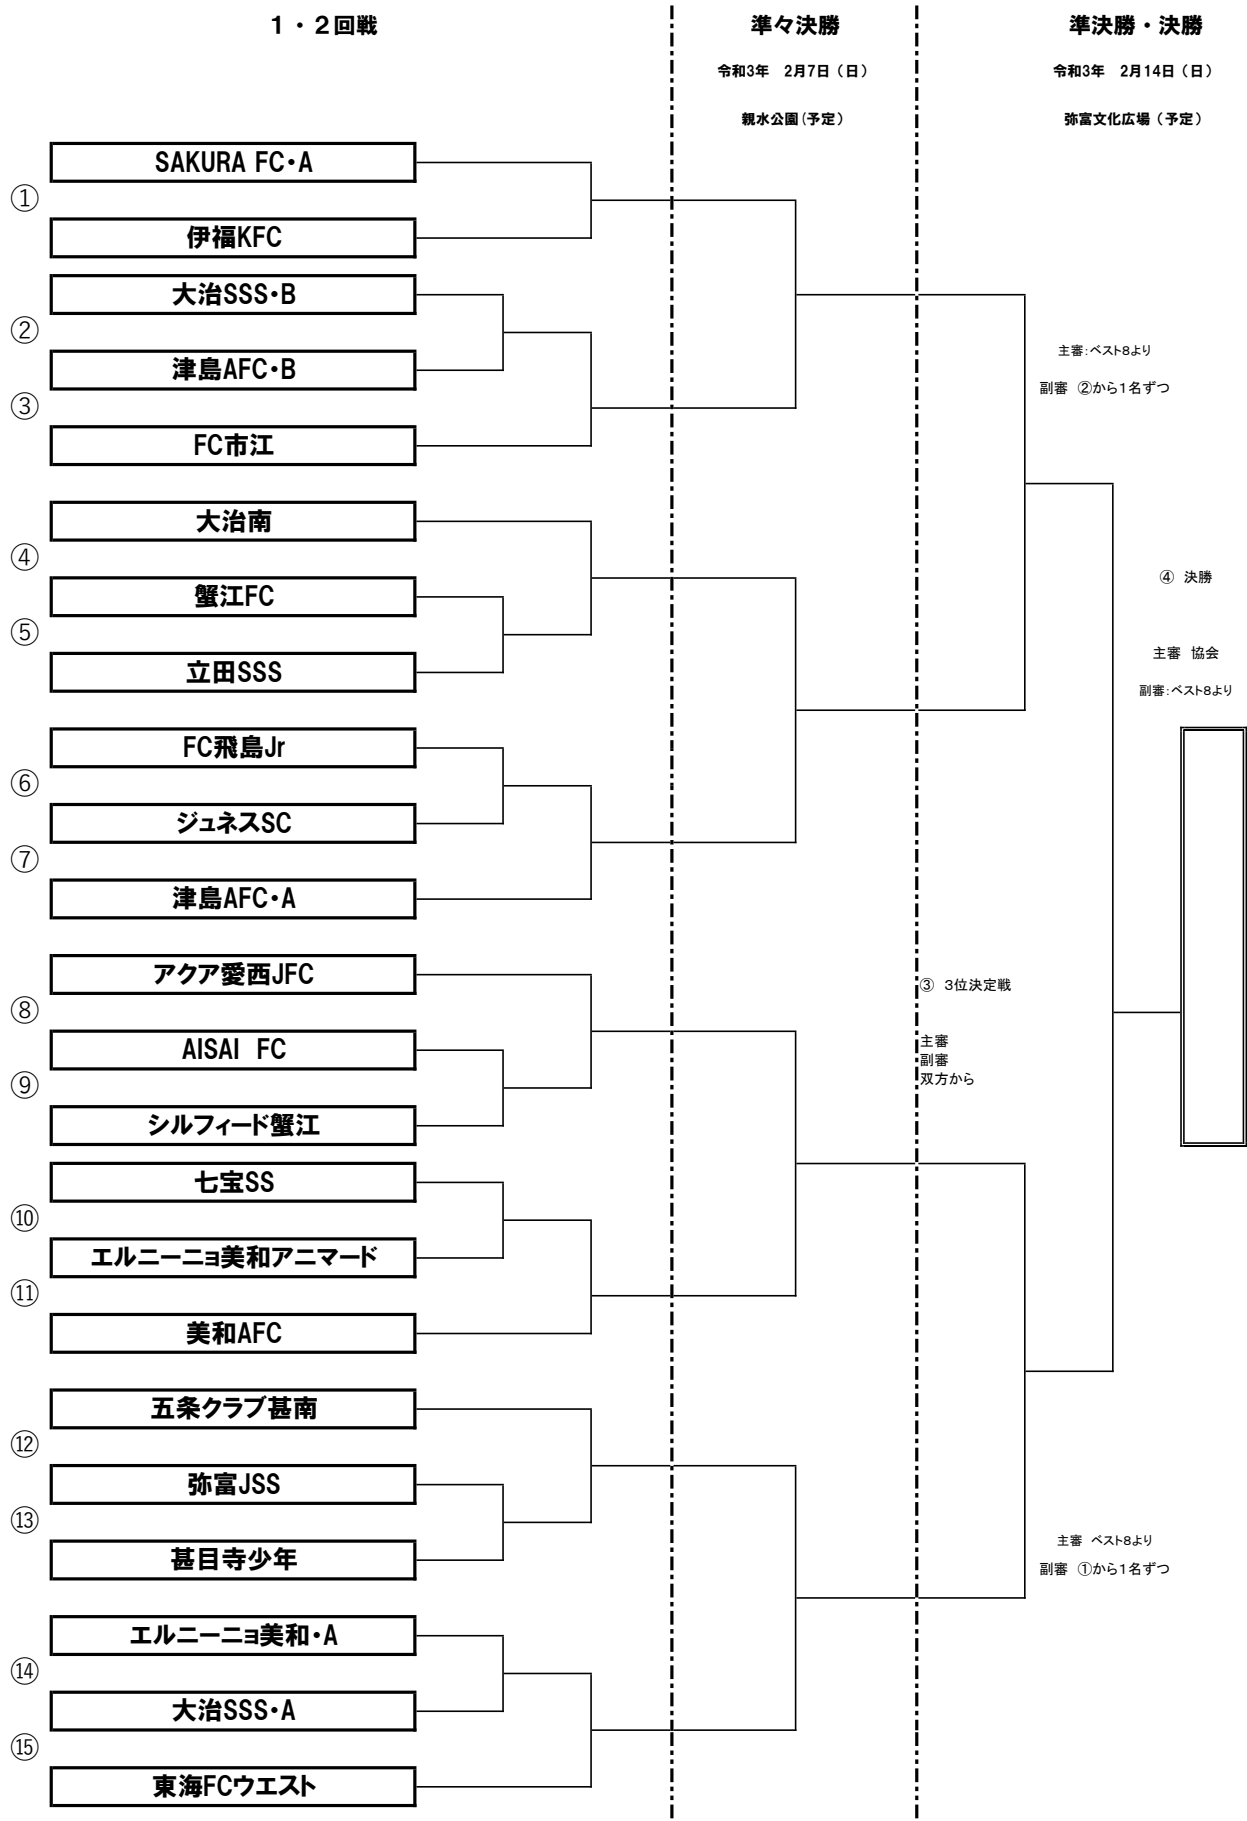 １・２回戦
準々決勝
準決勝・決勝
令和3年　2月7日（日）
令和3年　2月14日（日）
親水公園(予定）
弥富文化広場（予定）
SAKURA FC・A
①
伊福KFC
大治SSS・B
②
津島AFC・B
③
FC市江
主審：ベスト8より
副審　②から1名ずつ
大治南
④
蟹江FC
⑤
立田SSS
④　決勝
主審　協会
副審：ベスト8より
FC飛島Jr
⑥
ジュネスSC
⑦
津島AFC・A
アクア愛西JFC
⑧
AISAI　FC
⑨
シルフィード蟹江
③　3位決定戦
主審
副審
双方から
七宝SS
⑩
エルニーニョ美和アニマード
⑪
美和AFC
五条クラブ甚南
⑫
弥富JSS
⑬
甚目寺少年
主審　ベスト8より
副審　①から1名ずつ
エルニーニョ美和・A
⑭
大治SSS・A
⑮
東海FCウエスト